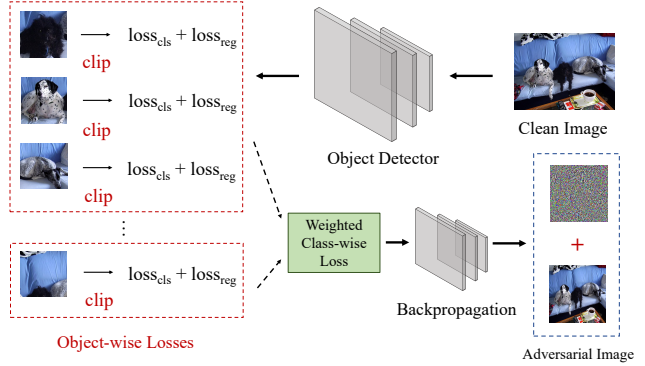 loss_cls + loss_reg
clip
loss_cls + loss_reg
clip
loss_cls + loss_reg
clip
⋮
loss_cls + loss_reg
clip
Object-wise Losses
Object Detector
Clean Image
Weighted
Class-wise
Loss
Backpropagation
+
Adversarial Image